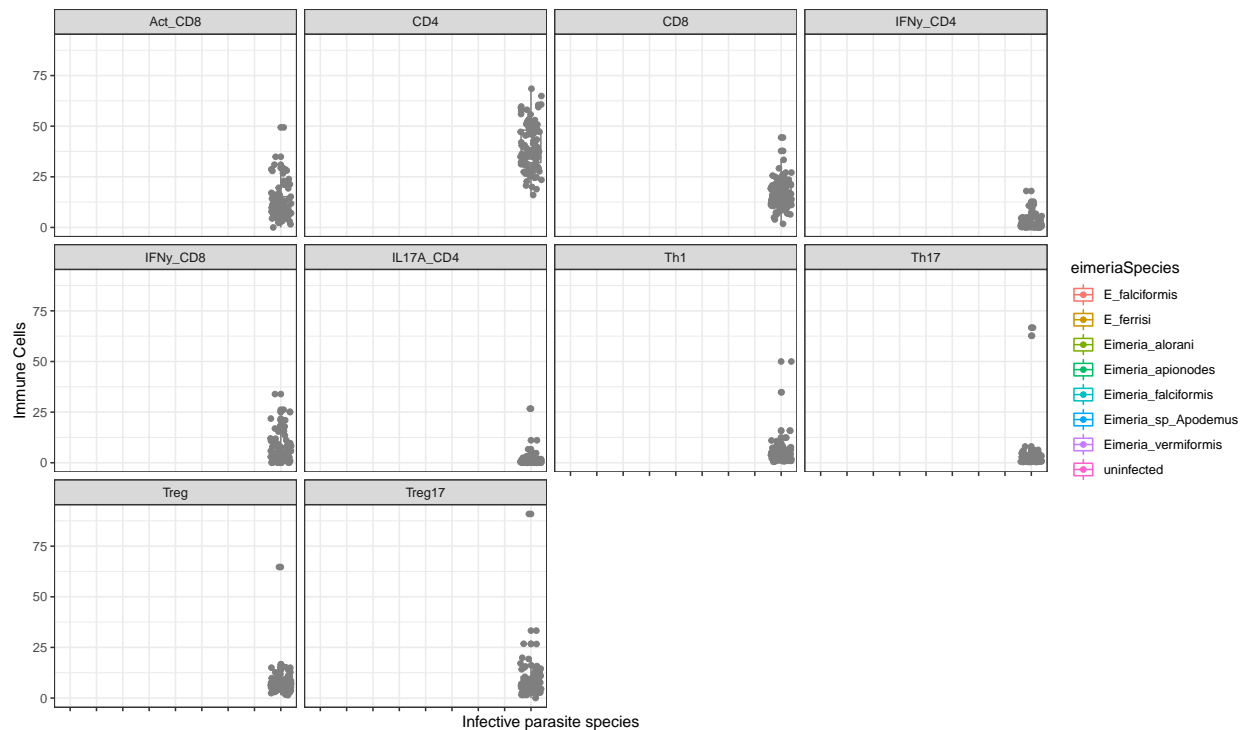 Act_CD8 CD4 CD8 IFNy_CD4
75
50
25
0
IFNy_CD8 IL17A_CD4 Th1 Th17
75
50
25
0
Treg Treg17
75
50
25
0
Immune Cells
Infective parasite species
eimeriaSpecies
E_falciformis
E_ferrisi
Eimeria_alorani
Eimeria_apionodes
Eimeria_falciformis
Eimeria_sp_Apodemus
Eimeria_vermiformis
uninfected